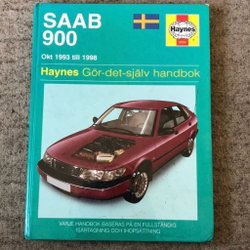 SAAB
900
Okt 1993 till 1998
Haynes
Haynes Gör-det-själv handbok
VARJE HANDBOK BASERAS PÅ EN FULLSTÄNDIG
ISÄRTAGNING OCH IHOPSÄTTNING